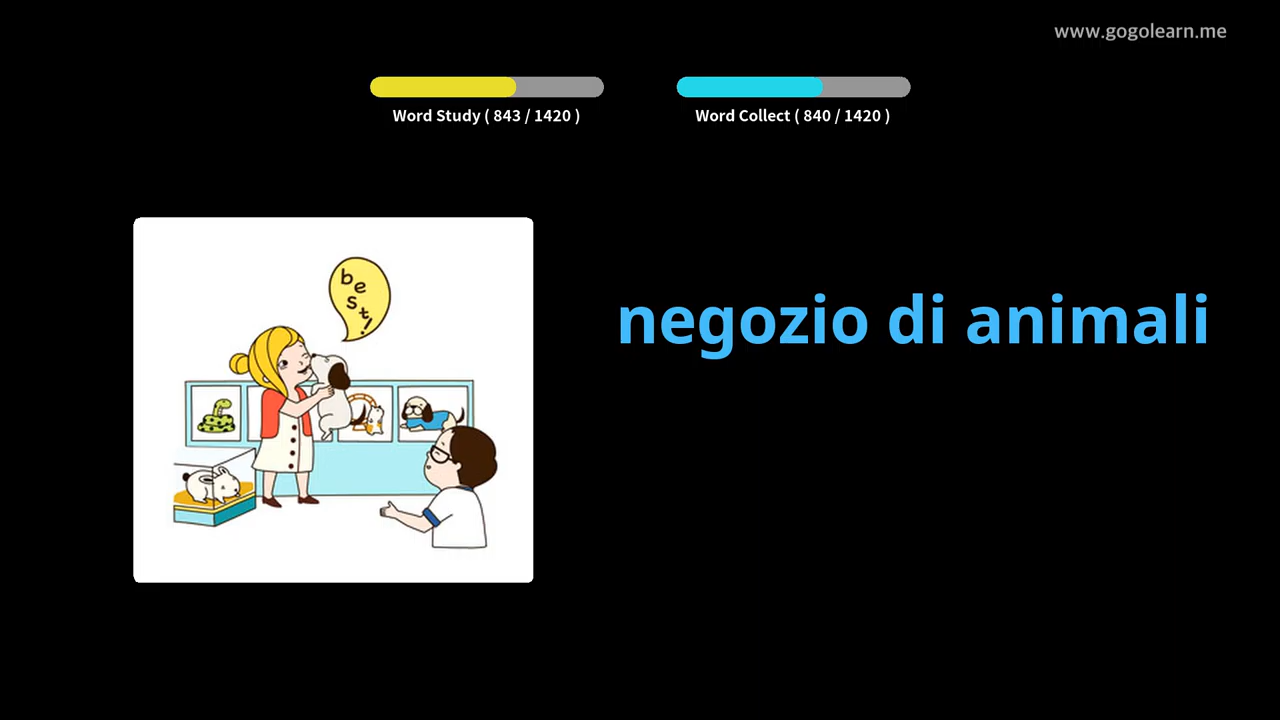 www.gogolearn.me
Word Study ( 843 / 1420 )
Word Collect ( 840 / 1420 )
best!
negozio di animali